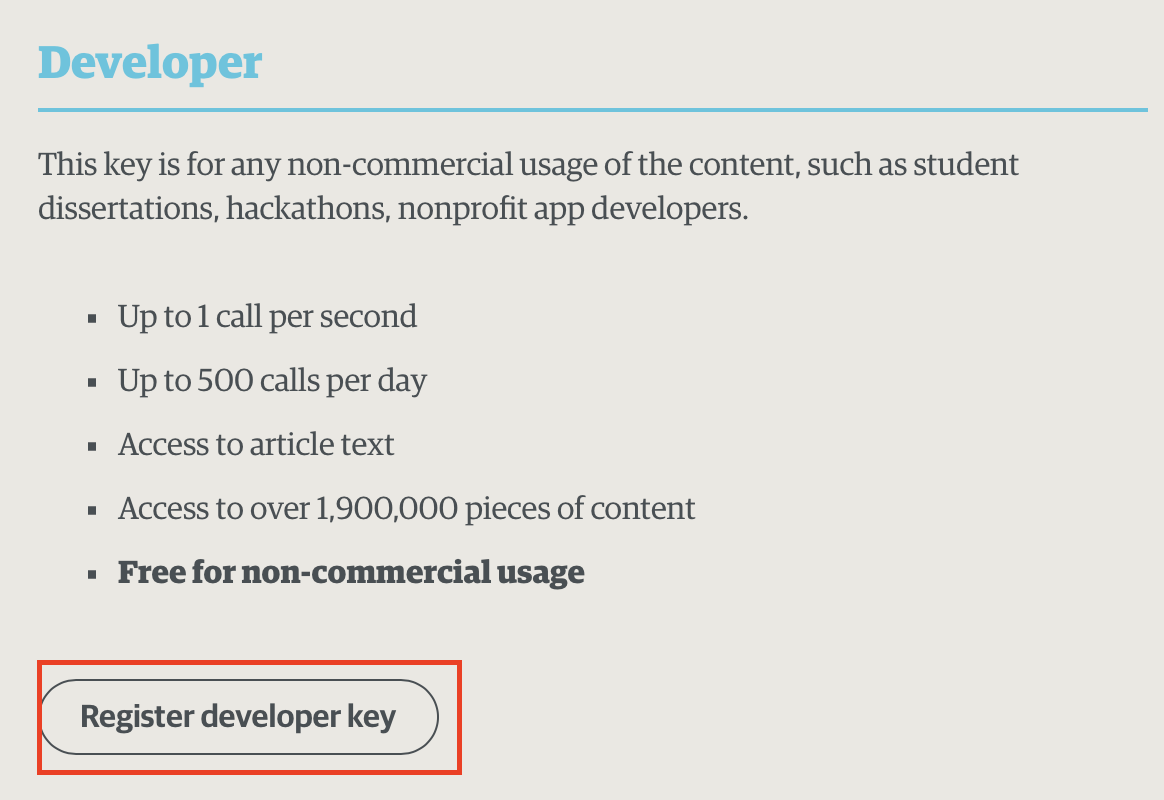 Developer
This key is for any non-commercial usage of the content, such as student
dissertations, hackathons, nonprofit app developers.
▪ Up to 1 call per second
▪ Up to 500 calls per day
▪ Access to article text
▪ Access to over 1,900,000 pieces of content
▪ Free for non-commercial usage
Register developer key